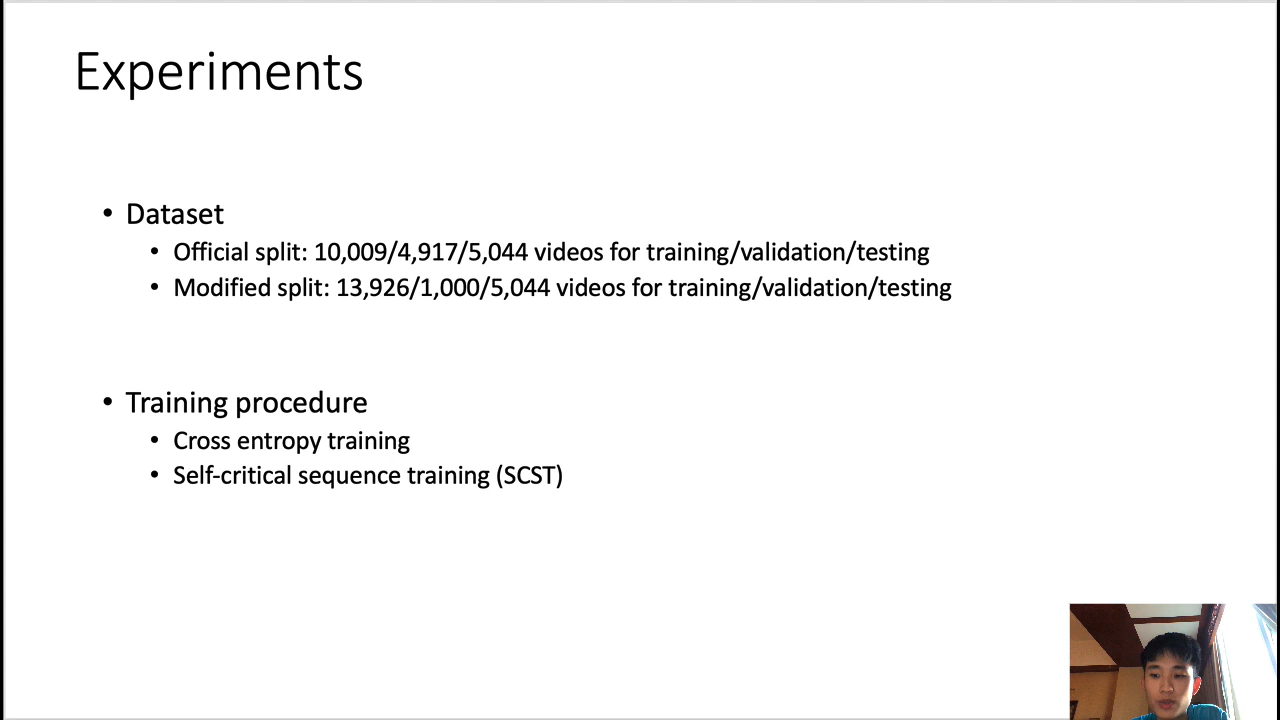 Experiments
• Dataset
• Official split: 10,009/4,917/5,044 videos for training/validation/testing
• Modified split: 13,926/1,000/5,044 videos for training/validation/testing
• Training procedure
• Cross entropy training
• Self-critical sequence training (SCST)